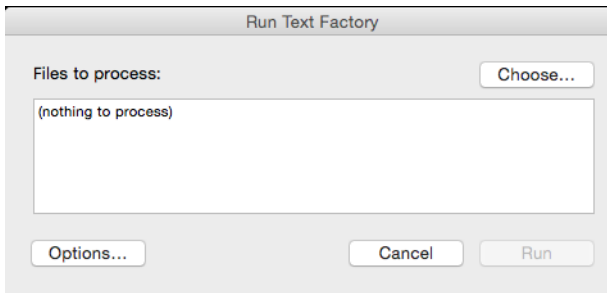 Run Text Factory
Files to process:
Choose...
(nothing to process)
Options...
Cancel
Run